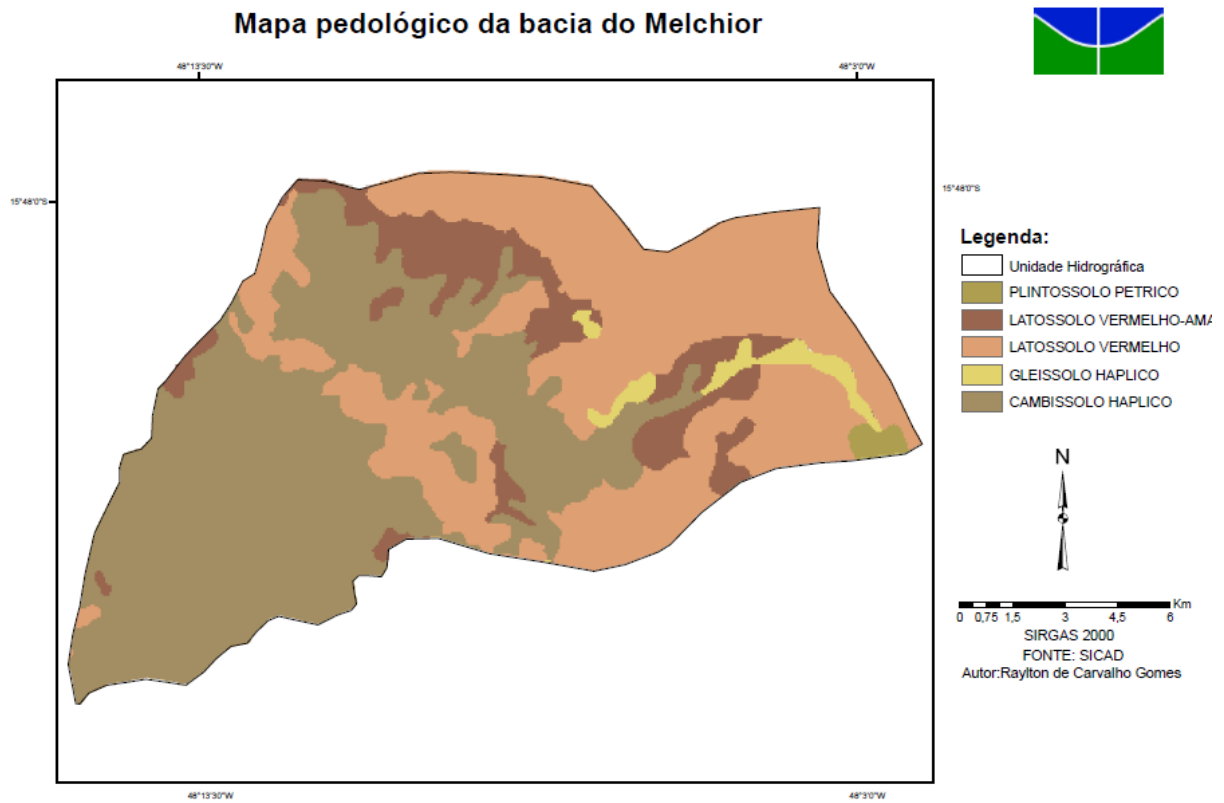 Mapa pedológico da bacia do Melchior
48°13'30"W
48°3'0"W
15°48'0"S
15°48'0"S
Legenda:
Unidade Hidrográfica
PLINTOSSOLO PETRICO
LATOSSOLO VERMELHO-AMA
LATOSSOLO VERMELHO
GLEISSOLO HAPLICO
CAMBISSOLO HAPLICO
N
Km
0 0,75 1,5 3 4,5 6
SIRGAS 2000
FONTE: SICAD
Autor:Raylton de Carvalho Gomes
48°13'30"W
48°3'0"W